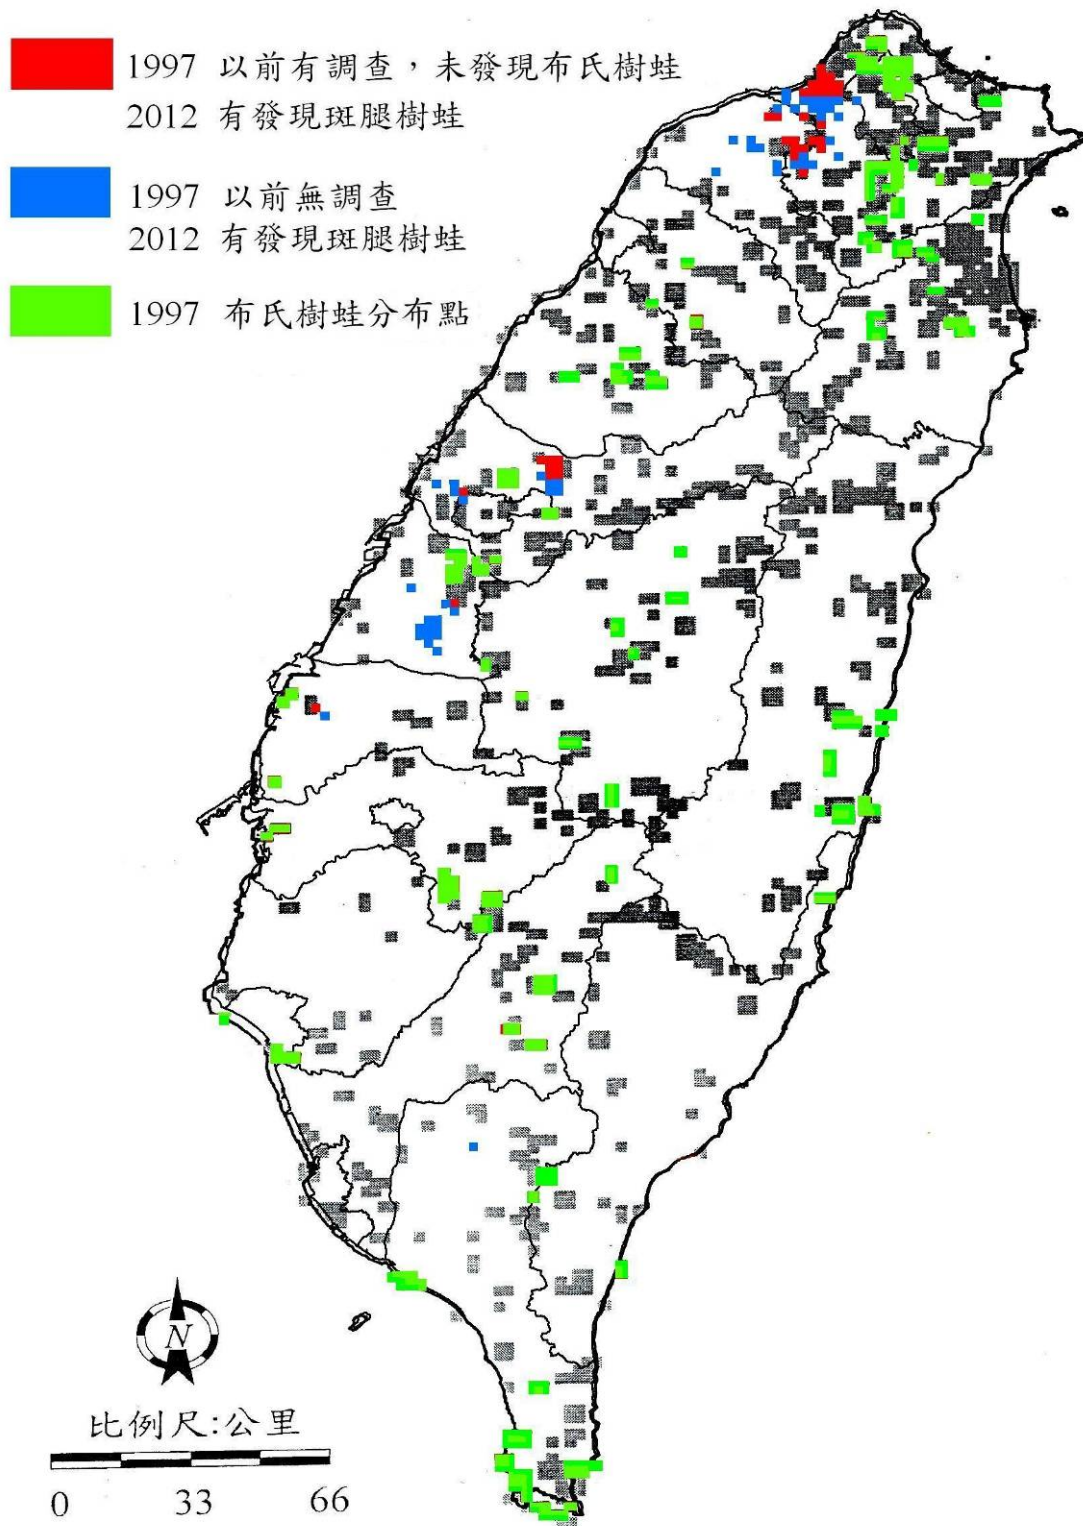 1997 以前有調查，未發現布氏樹蛙
2012 有發現斑腿樹蛙
1997 以前無調查
2012 有發現斑腿樹蛙
1997 布氏樹蛙分布點
N
比例尺:公里
0 33 66